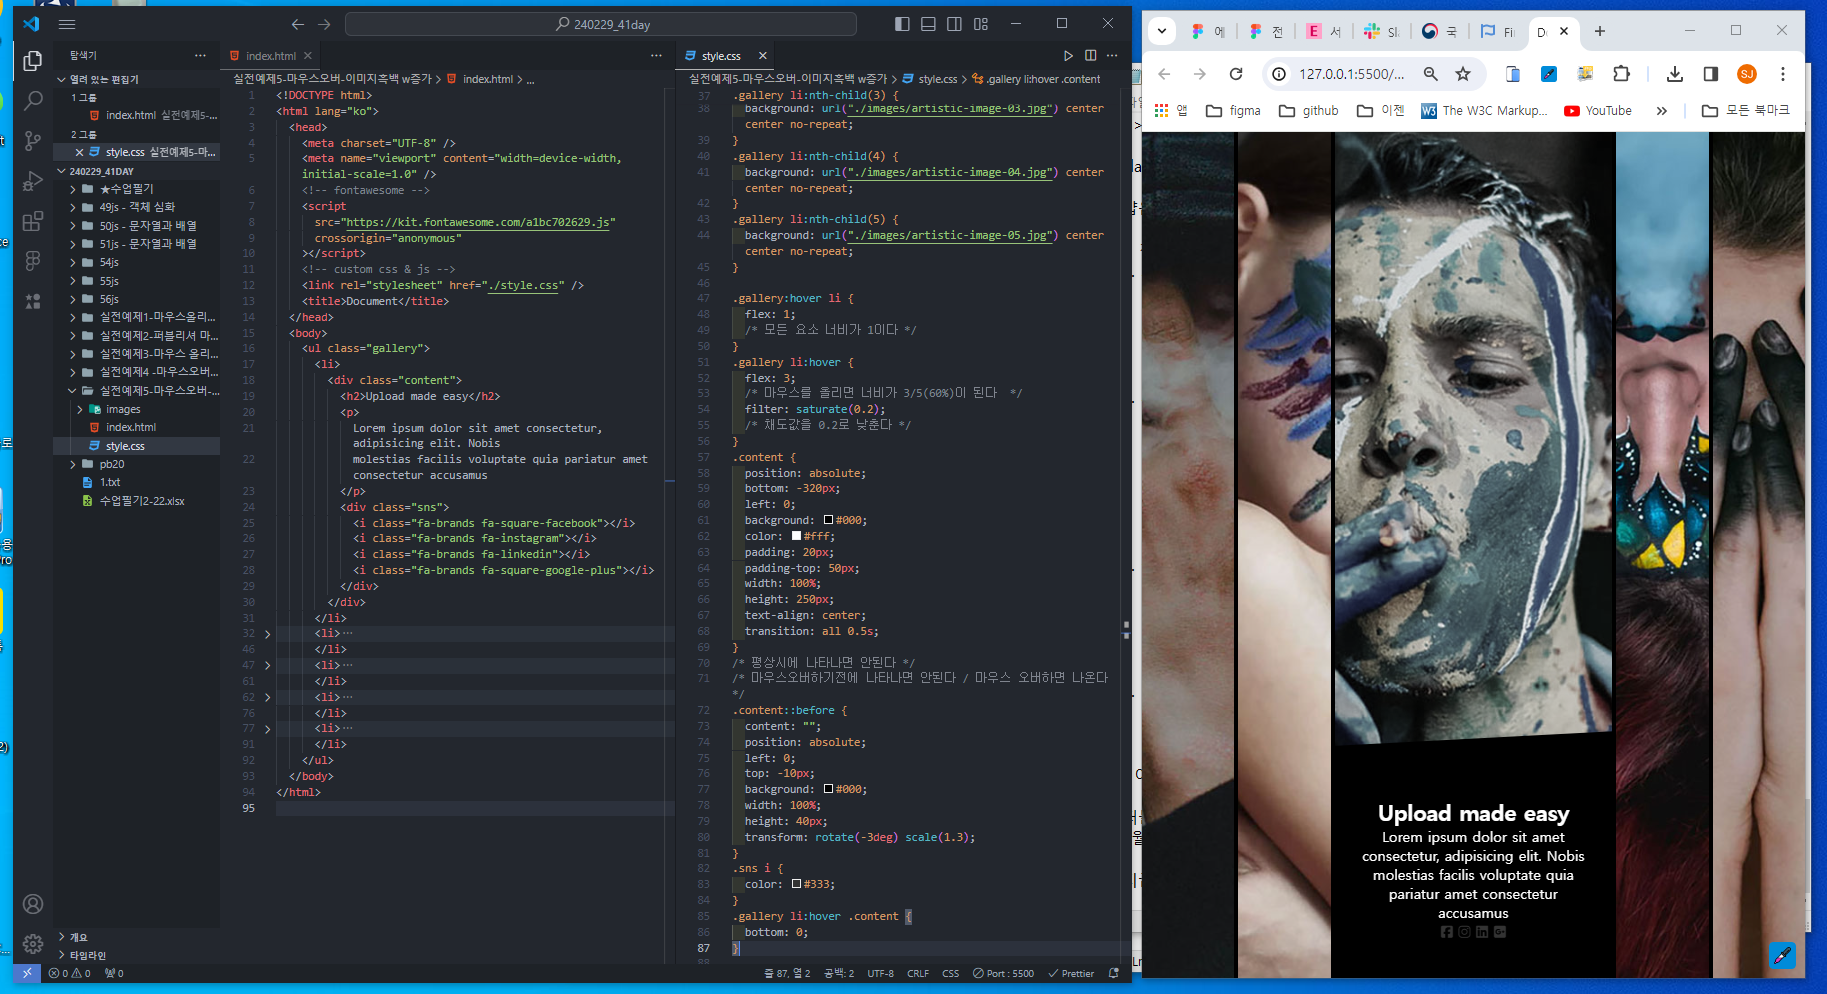 240229_41day
탐색기
index.html
style.css
열려 있는 편집기
실전예제5-마우스오버-이미지흑백 w증가 > index.html > ...
실전예제5-마우스오버-이미지흑백 w증가 > style.css > .gallery li:hover .content
1 그룹
index.html 실전예제5-...
2 그룹
style.css 실전예제5-마...
240229_41DAY
★수업필기
49js - 객체 심화
50js - 문자열과 배열
51js - 문자열과 배열
54js
55js
56js
실전예제1-마우스올리...
실전예제2-퍼블리셔 마...
실전예제3-마우스 올리...
실전예제4 -마우스오버...
실전예제5-마우스오버-...
images
index.html
style.css
pb20
1.txt
수업필기2-22.xlsx
개요
타임라인
1 <!DOCTYPE html>
2 <html lang="ko">
3 <head>
4 <meta charset="UTF-8" />
5 <meta name="viewport" content="width=device-width,
initial-scale=1.0" />
6 <!-- fontawesome -->
7 <script
8 src="https://kit.fontawesome.com/a1bc702629.js"
9 crossorigin="anonymous"
10 ></script>
11 <!-- custom css & js -->
12 <link rel="stylesheet" href="./style.css" />
13 <title>Document</title>
14 </head>
15 <body>
16 <ul class="gallery">
17 <li>
18 <div class="content">
19 <h2>Upload made easy</h2>
20 <p>
21 Lorem ipsum dolor sit amet consectetur,
adipisicing elit. Nobis
22 molestias facilis voluptate quia pariatur amet
consectetur accusamus
23 </p>
24 <div class="sns">
25 <i class="fa-brands fa-square-facebook"></i>
26 <i class="fa-brands fa-instagram"></i>
27 <i class="fa-brands fa-linkedin"></i>
28 <i class="fa-brands fa-square-google-plus"></i>
29 </div>
30 </div>
31 </li>
32 <li>...
46 </li>
47 <li>...
61 </li>
62 <li>...
76 </li>
77 <li>...
91 </li>
92 </ul>
93 </body>
94 </html>
95
37 .gallery li:nth-child(3) {
38 background: url("./images/artistic-image-03.jpg") center
center no-repeat;
39 }
40 .gallery li:nth-child(4) {
41 background: url("./images/artistic-image-04.jpg") center
center no-repeat;
42 }
43 .gallery li:nth-child(5) {
44 background: url("./images/artistic-image-05.jpg") center
center no-repeat;
45 }
46
47 .gallery:hover li {
48 flex: 1;
49 /* 모든 요소 너비가 1이다 */
50 }
51 .gallery li:hover {
52 flex: 3;
53 /* 마우스를 올리면 너비가 3/5(60%)이 된다 */
54 filter: saturate(0.2);
55 /* 채도값을 0.2로 낮춘다 */
56 }
57 .content {
58 position: absolute;
59 bottom: -320px;
60 left: 0;
61 background: #000;
62 color: #fff;
63 padding: 20px;
64 padding-top: 50px;
65 width: 100%;
66 height: 250px;
67 text-align: center;
68 transition: all 0.5s;
69 }
70 /* 평상시에 나타나면 안된다 */
71 /* 마우스오버하기전에 나타나면 안된다 / 마우스 오버하면 나온다
*/
72 .content::before {
73 content: "";
74 position: absolute;
75 left: 0;
76 top: -10px;
77 background: #000;
78 width: 100%;
79 height: 40px;
80 transform: rotate(-3deg) scale(1.3);
81 }
82 .sns i {
83 color: #333;
84 }
85 .gallery li:hover .content {
86 bottom: 0;
87 }
88
0 0 0
줄 87, 열 2 공백: 2 UTF-8 CRLF CSS Port : 5500 Prettier
에 전 서 Sl 국 Fi D
127.0.0.1:5500/...
SJ
앱 figma github 이젠 The W3C Markup... YouTube » 모든 북마크
Upload made easy
Lorem ipsum dolor sit amet
consectetur, adipisicing elit. Nobis
molestias facilis voluptate quia
pariatur amet consectetur
accusamus